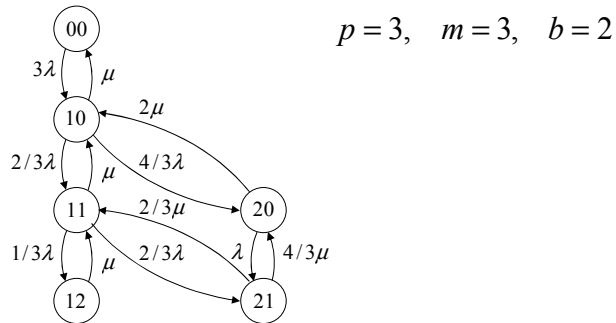 p = 3, m = 3, b = 2
00
3λ μ
10
2μ
2/3λ μ 4/3λ
11
20
2/3μ
1/3λ μ 2/3λ λ 4/3μ
12
21